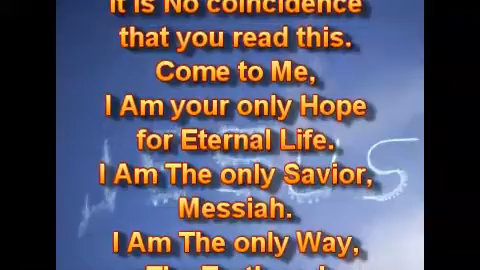 It is No coincidence
that you read this.
Come to Me,
I Am your only Hope
for Eternal Life.
I Am The only Savior,
Messiah.
I Am The only Way,
JESUS